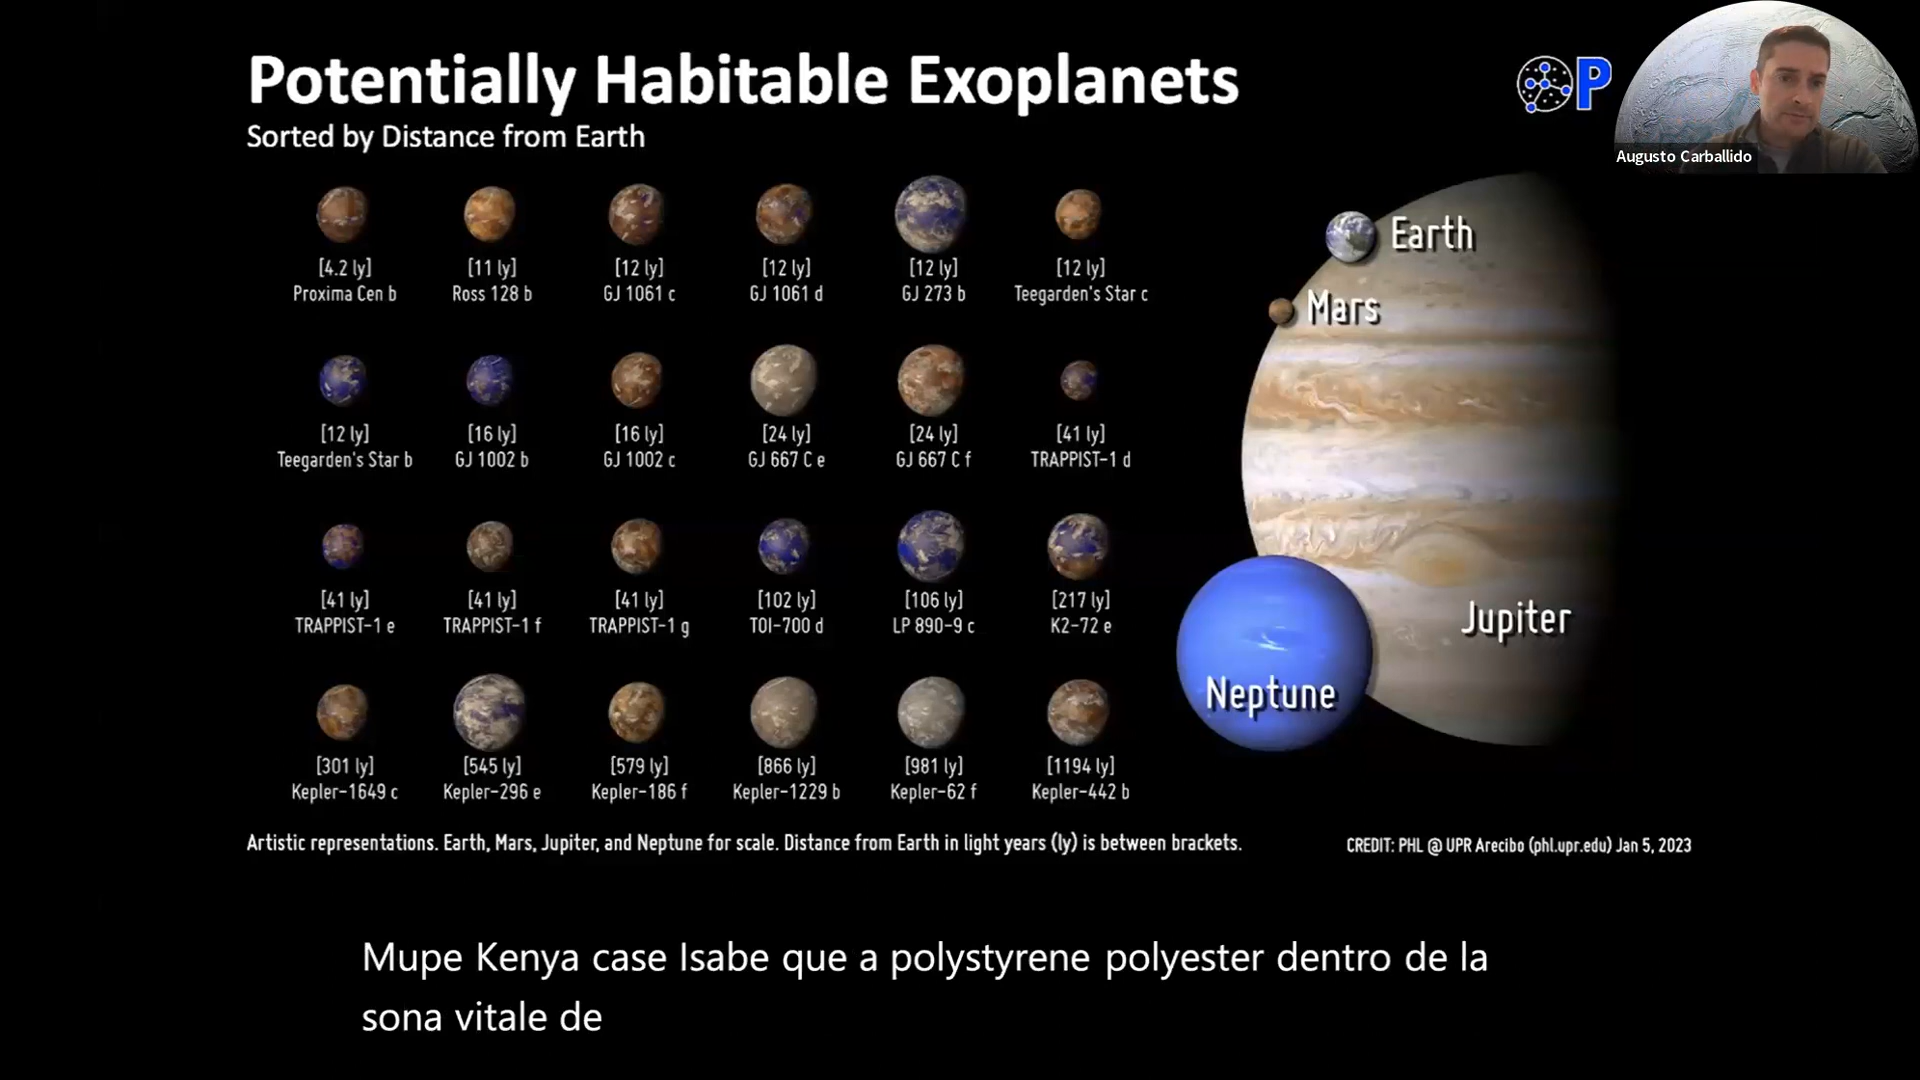 Potentially Habitable Exoplanets
Sorted by Distance from Earth
P
Augusto Carballido
[4.2 ly] [11 ly] [12 ly] [12 ly] [12 ly] [12 ly]
Proxima Cen b Ross 128 b GJ 1061 c GJ 1061 d GJ 273 b Teegarden's Star c
[12 ly] [16 ly] [16 ly] [24 ly] [24 ly] [41 ly]
Teegarden's Star b GJ 1002 b GJ 1002 c GJ 667 C e GJ 667 C f TRAPPIST-1 d
[41 ly] [41 ly] [41 ly] [102 ly] [106 ly] [217 ly]
TRAPPIST-1 e TRAPPIST-1 f TRAPPIST-1 g TOI-700 d LP 890-9 c K2-72 e
[301 ly] [545 ly] [579 ly] [866 ly] [981 ly] [1194 ly]
Kepler-1649 c Kepler-296 e Kepler-186 f Kepler-1229 b Kepler-62 f Kepler-442 b
Earth
Mars
Jupiter
Neptune
Artistic representations. Earth, Mars, Jupiter, and Neptune for scale. Distance from Earth in light years (ly) is between brackets.
CREDIT: PHL @ UPR Arecibo (phl.upr.edu) Jan 5, 2023
Mupe Kenya case Isabe que a polystyrene polyester dentro de la
sona vitale de